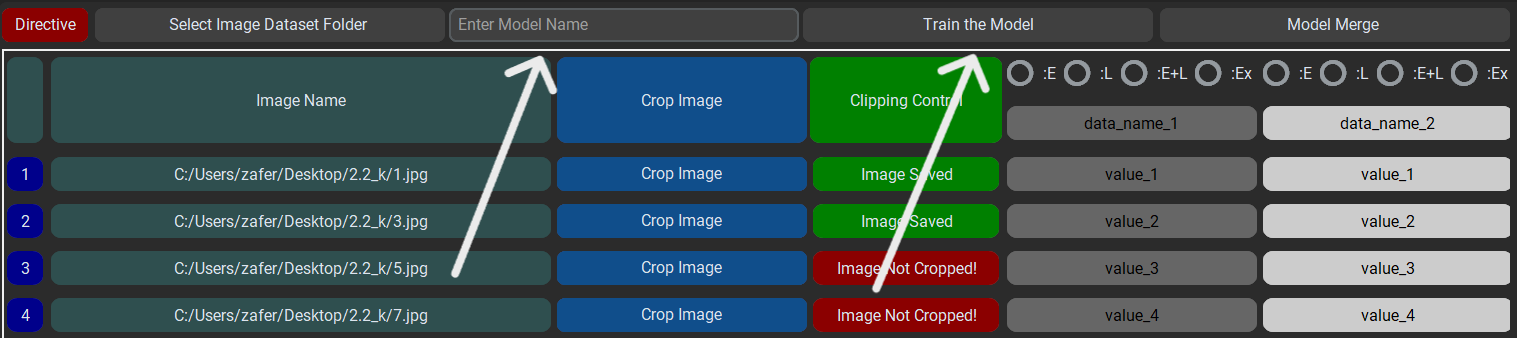 Directive Select Image Dataset Folder Enter Model Name Train the Model Model Merge
:E :L :E+L :Ex :E :L :E+L :Ex
Image Name Crop Image Clipping Control
data_name_1 data_name_2
1 C:/Users/zafer/Desktop/2.2_k/1.jpg Crop Image Image Saved value_1 value_1
2 C:/Users/zafer/Desktop/2.2_k/3.jpg Crop Image Image Saved value_2 value_2
3 C:/Users/zafer/Desktop/2.2_k/5.jpg Crop Image Image Not Cropped! value_3 value_3
4 C:/Users/zafer/Desktop/2.2_k/7.jpg Crop Image Image Not Cropped! value_4 value_4